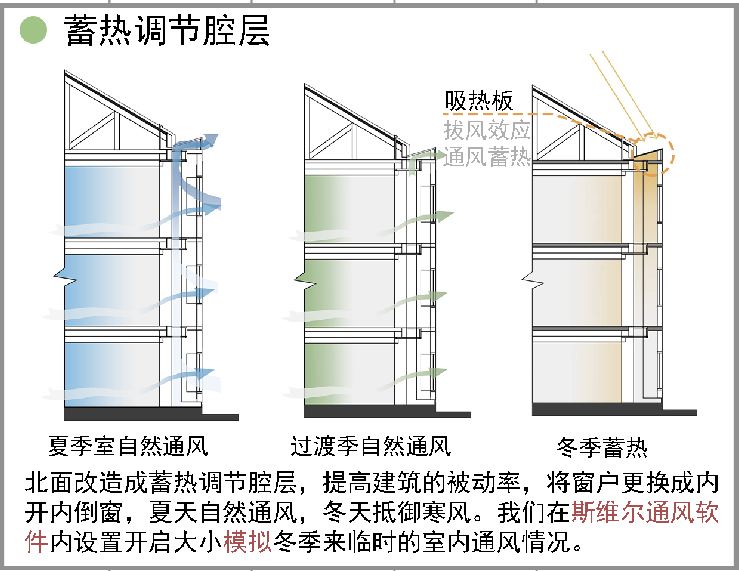 蓄热调节腔层
吸热板
拔风效应
通风蓄热
夏季室自然通风
过渡季自然通风
冬季蓄热
北面改造成蓄热调节腔层，提高建筑的被动率，将窗户更换成内
开内倒窗，夏天自然通风，冬天抵御寒风。我们在斯维尔通风软
件内设置开启大小模拟冬季来临时的室内通风情况。